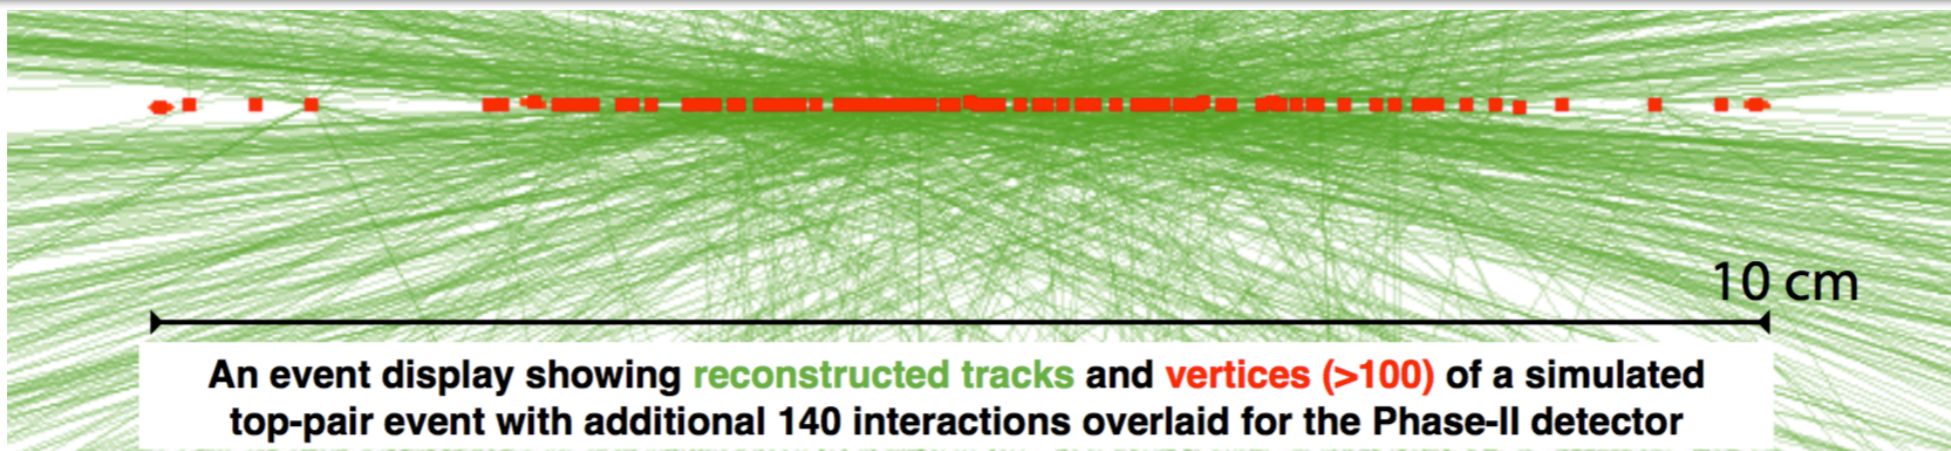 10 cm
An event display showing reconstructed tracks and vertices (>100) of a simulated
top-pair event with additional 140 interactions overlaid for the Phase-II detector